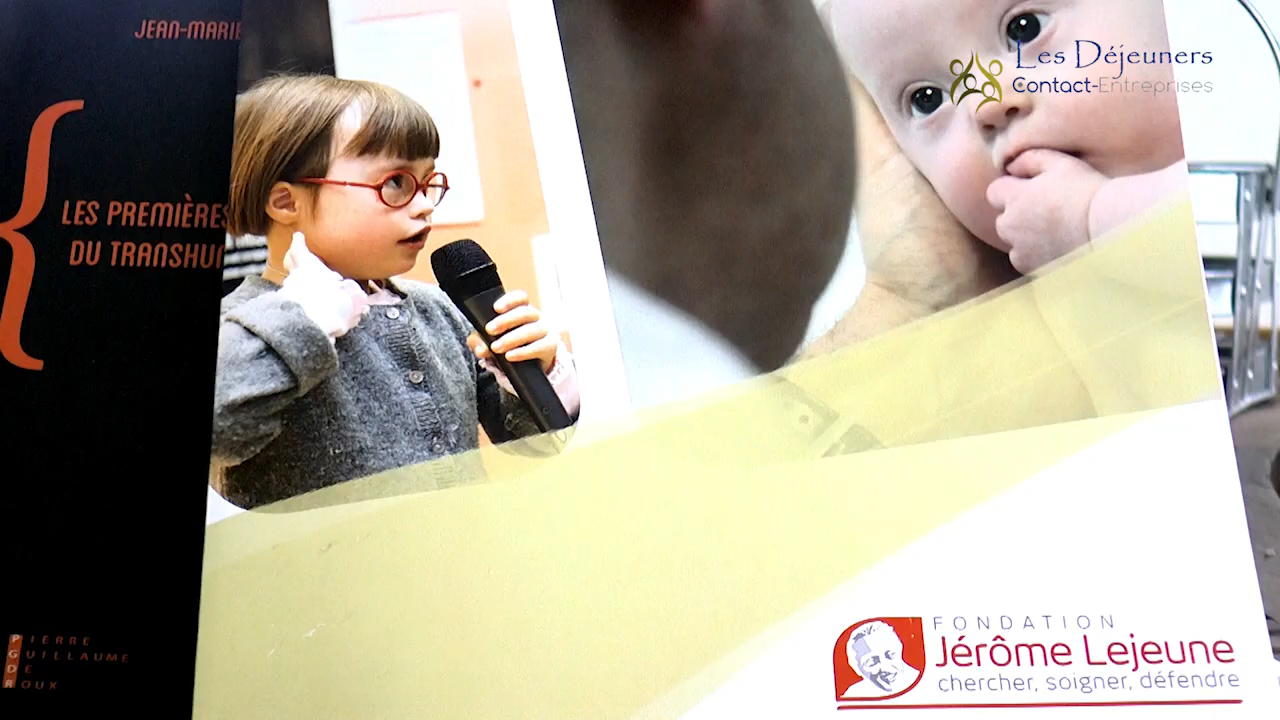 JEAN-MARIE
LES PREMIÈRES
DU TRANSHU
PIERRE
GUILLAUME
DE
ROUX
Les Déjeuners
Contact-Entreprises
FONDATION
Jérôme Lejeune
chercher, soigner, défendre